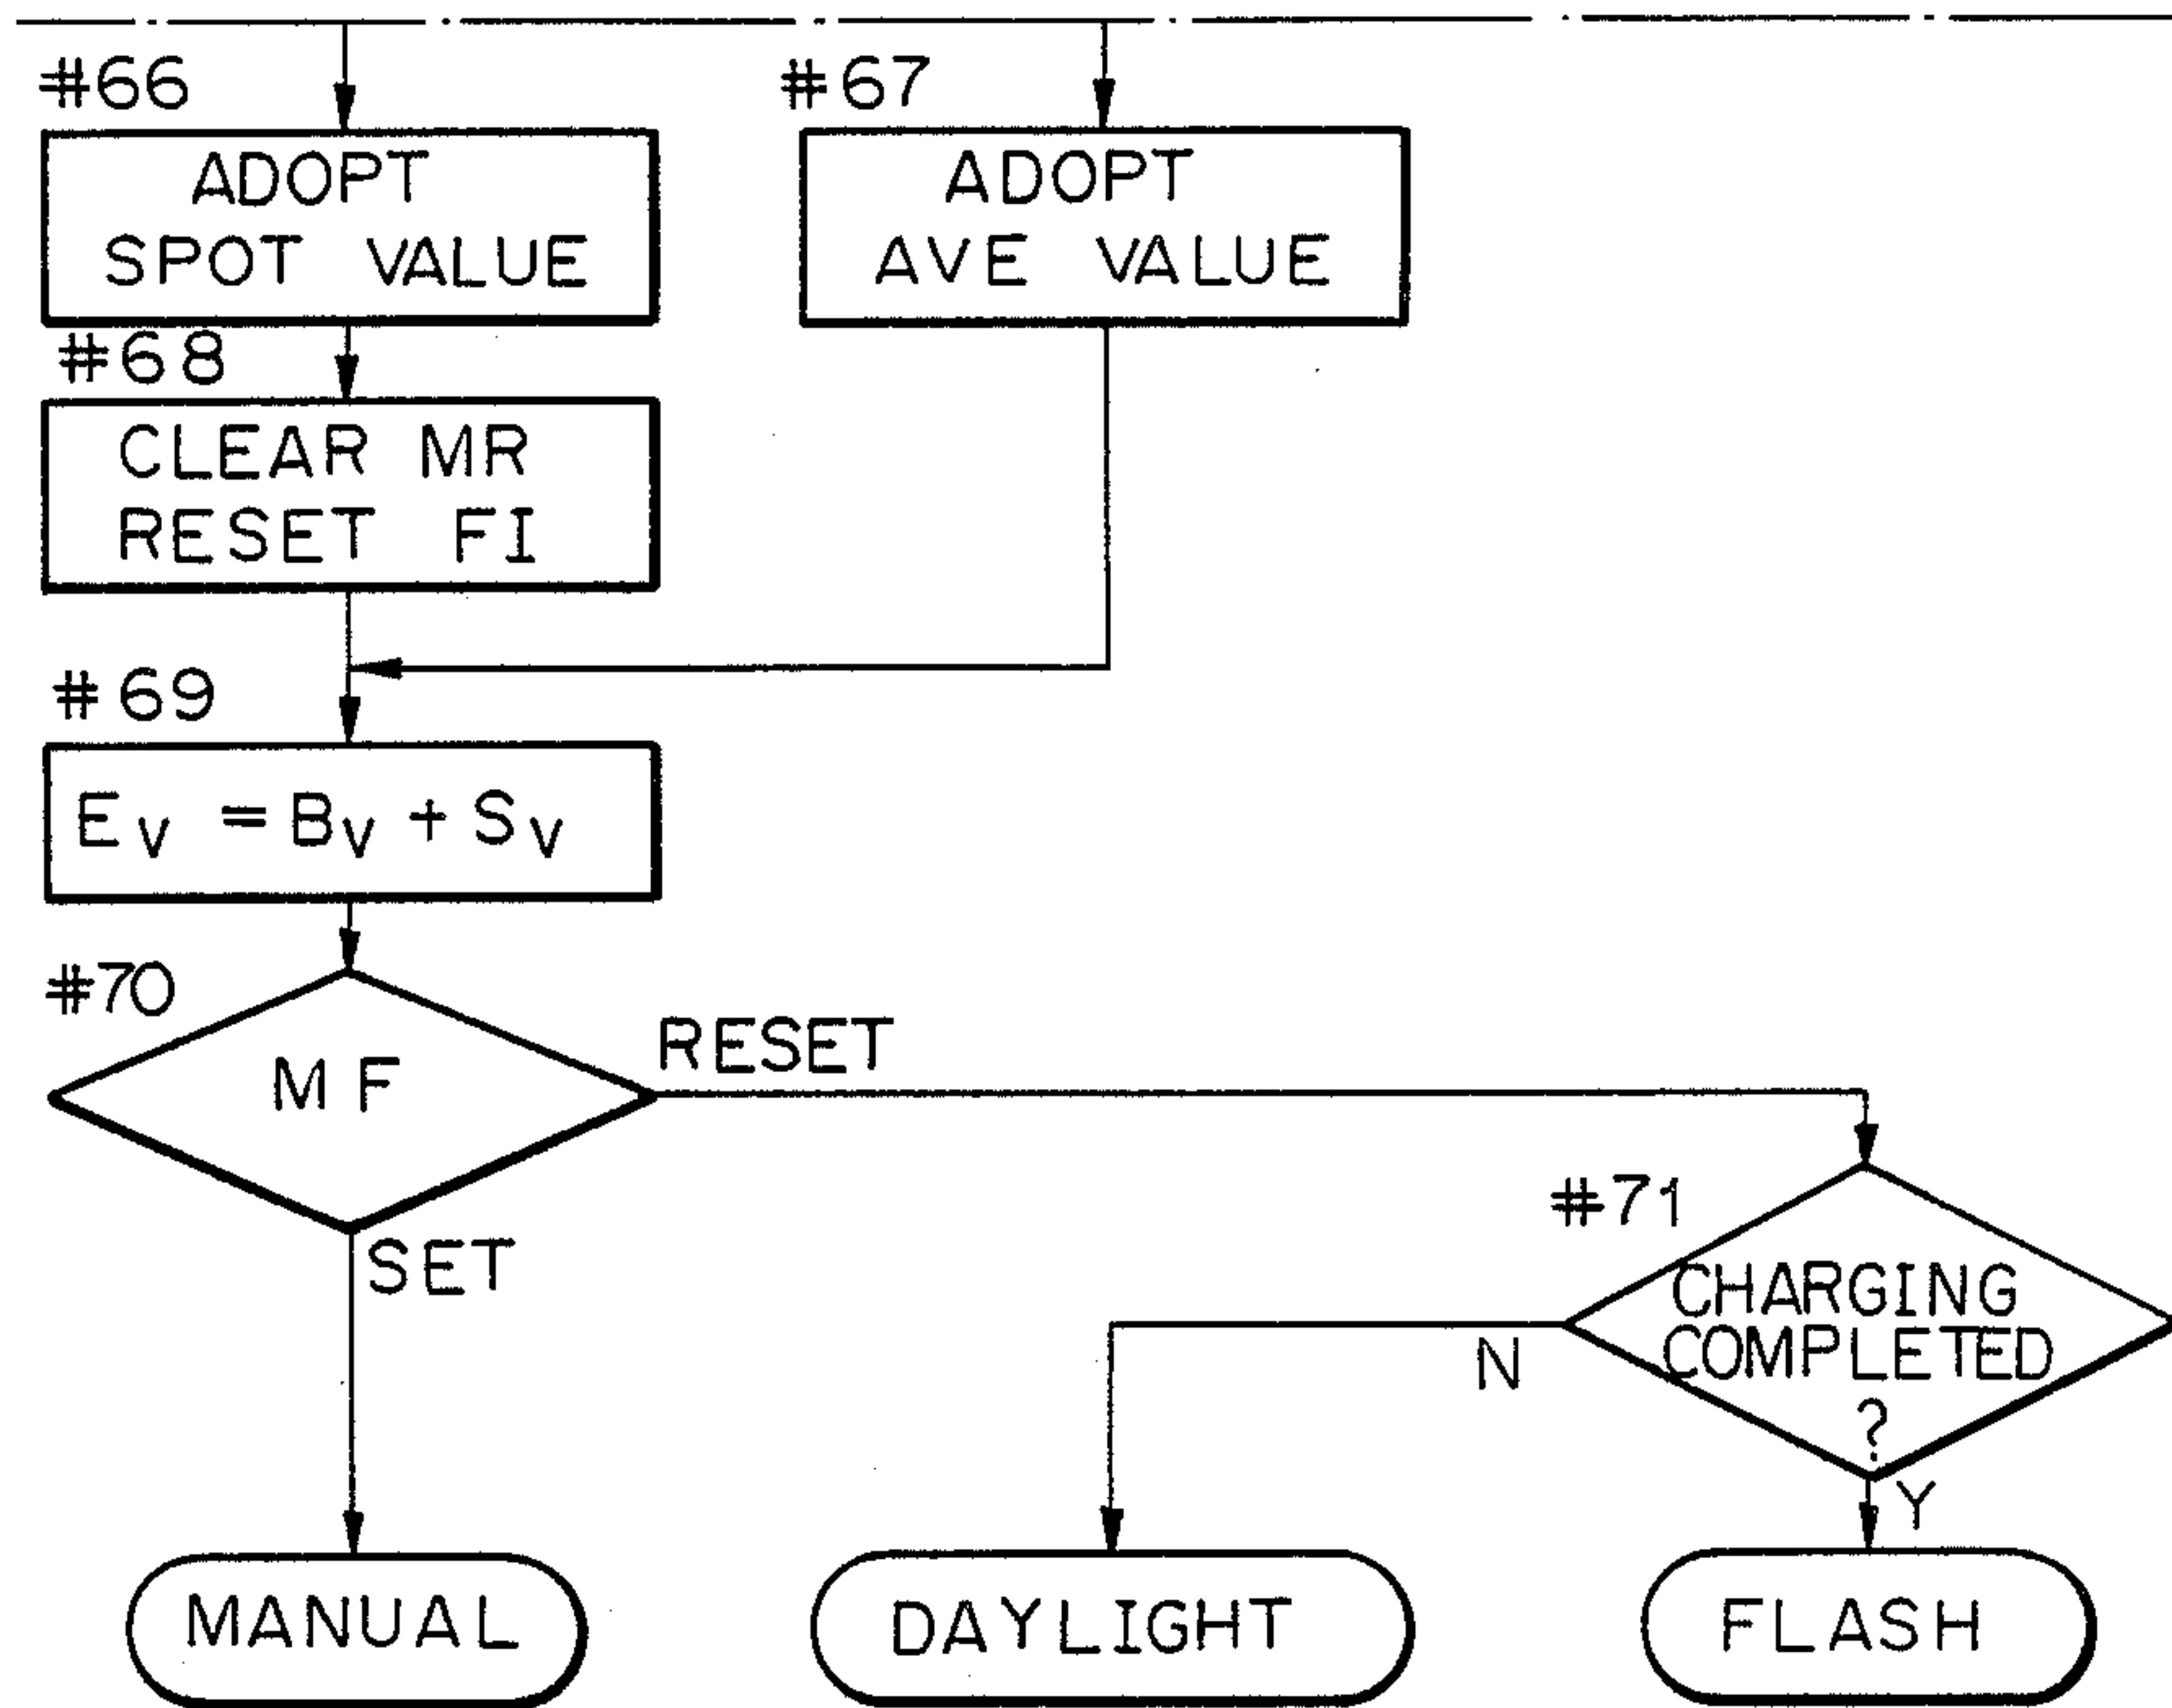 #66
ADOPT
SPOT VALUE
#67
ADOPT
AVE VALUE
#68
CLEAR MR
RESET FI
#69
Ev = Bv + Sv
#70
MF
RESET
SET
#71
CHARGING
COMPLETED
?
N
Y
MANUAL
DAYLIGHT
FLASH